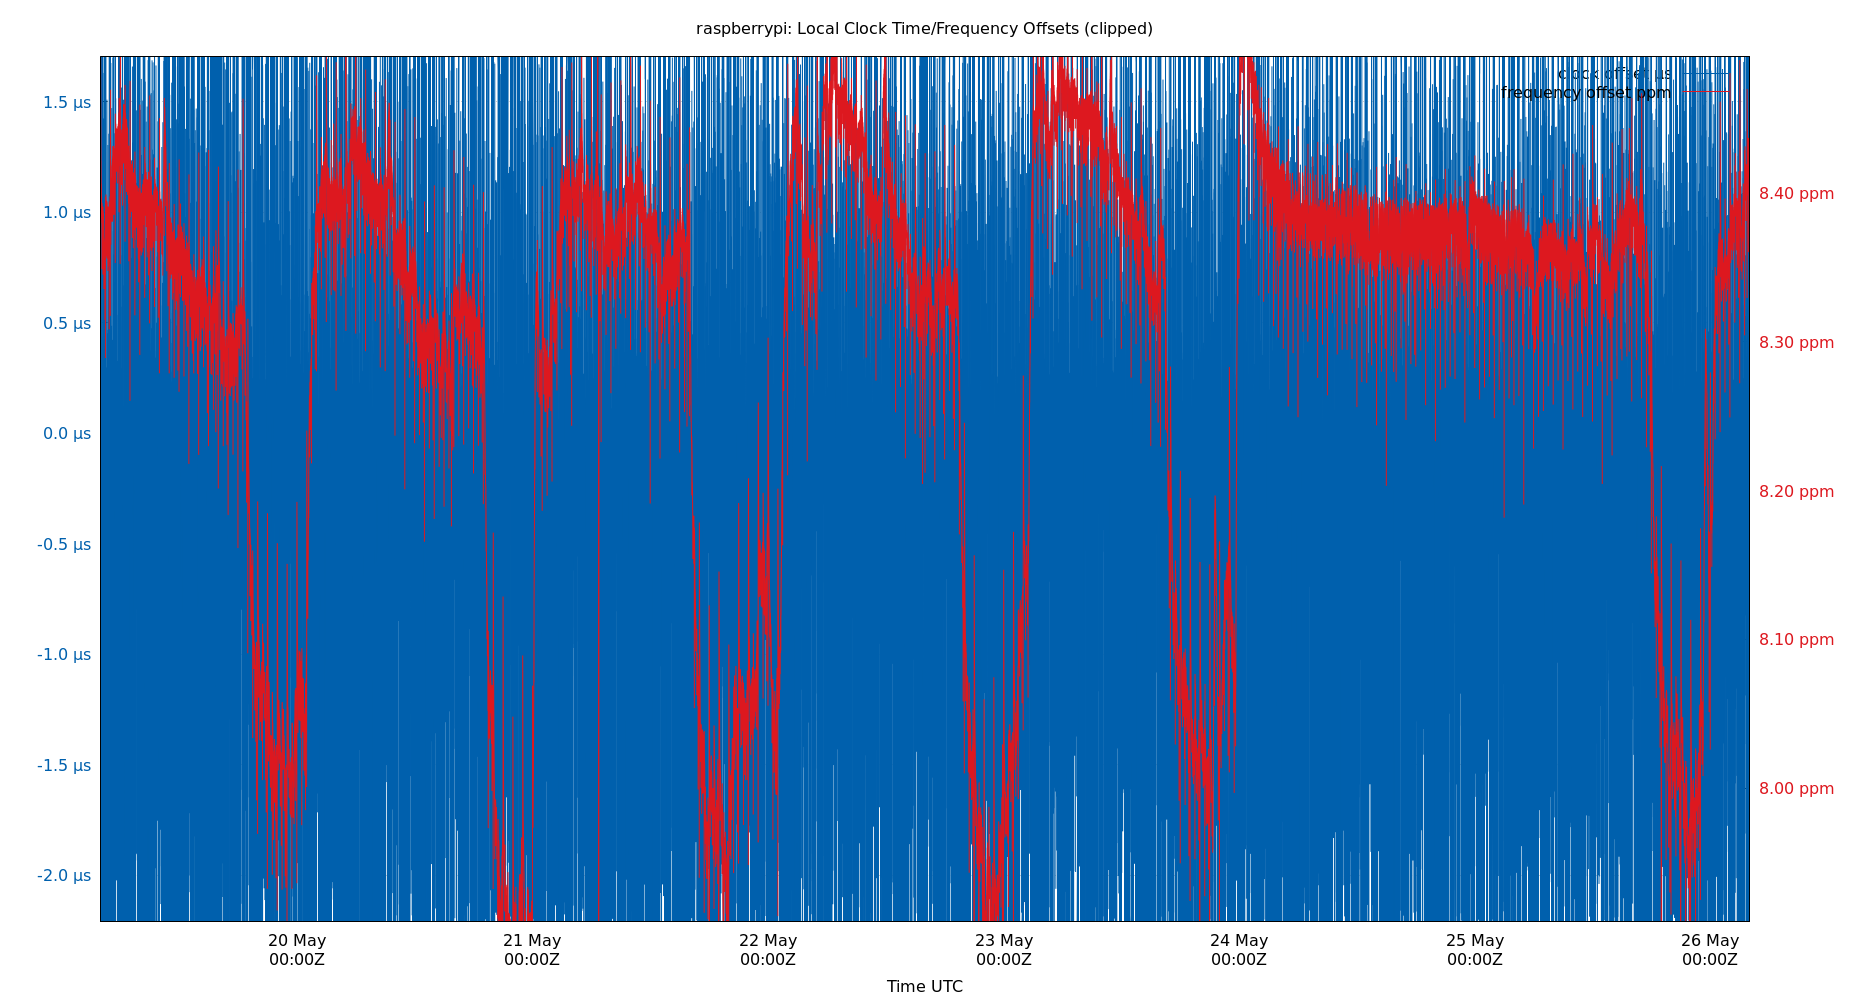 raspberrypi: Local Clock Time/Frequency Offsets (clipped)
clock offset µs
frequency offset ppm
1.5 µs
1.0 µs
0.5 µs
0.0 µs
-0.5 µs
-1.0 µs
-1.5 µs
-2.0 µs
8.40 ppm
8.30 ppm
8.20 ppm
8.10 ppm
8.00 ppm
20 May
00:00Z
21 May
00:00Z
22 May
00:00Z
23 May
00:00Z
24 May
00:00Z
25 May
00:00Z
26 May
00:00Z
Time UTC